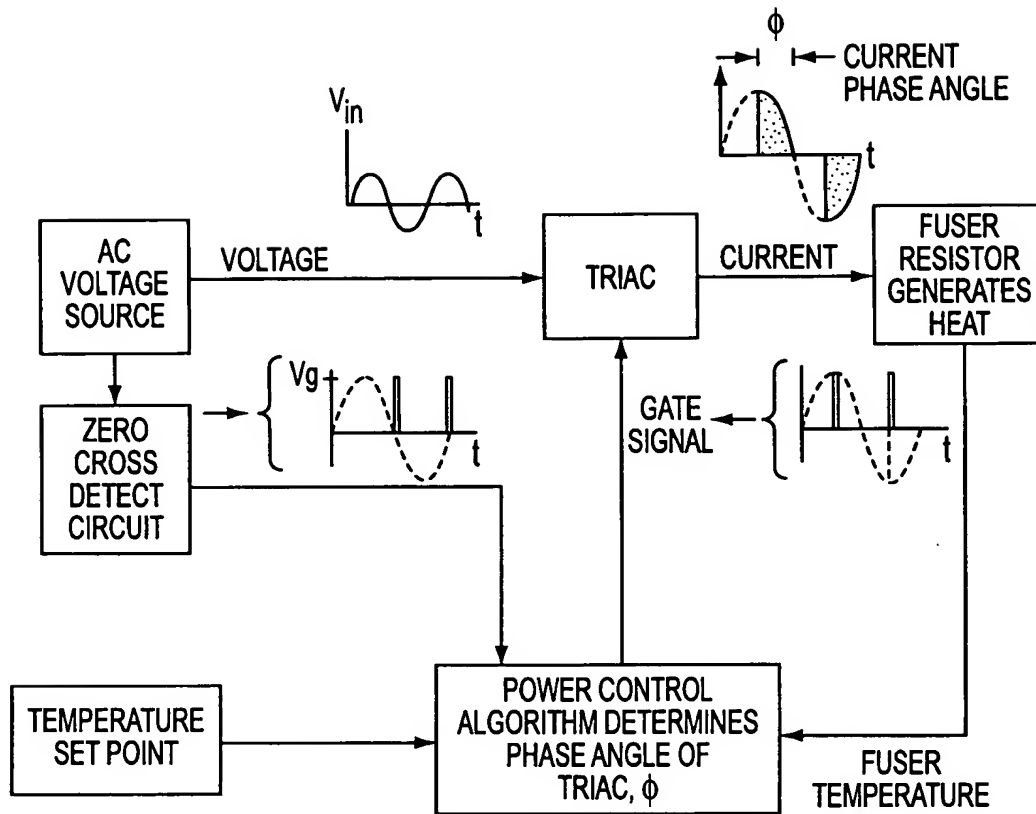 ϕ
CURRENT
PHASE ANGLE
Vin
t
t
AC
VOLTAGE
SOURCE
VOLTAGE
TRIAC
CURRENT
FUSER
RESISTOR
GENERATES
HEAT
ZERO
CROSS
DETECT
CIRCUIT
Vg
t
GATE
SIGNAL
t
TEMPERATURE
SET POINT
POWER CONTROL
ALGORITHM DETERMINES
PHASE ANGLE OF
TRIAC, ϕ
FUSER
TEMPERATURE